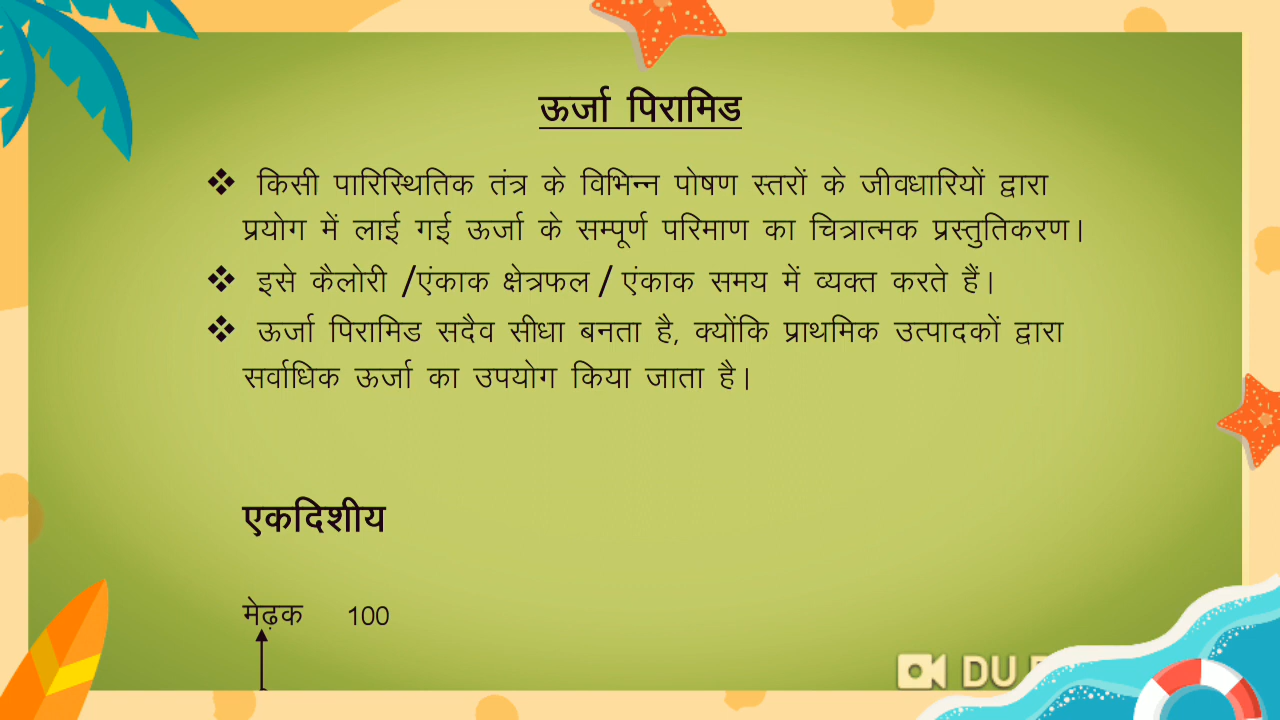 ऊर्जा पिरामिड
❖ किसी पारिस्थितिक तंत्र के विभिन्न पोषण स्तरों के जीवधारियों द्वारा
प्रयोग में लाई गई ऊर्जा के सम्पूर्ण परिमाण का चित्रात्मक प्रस्तुतिकरण।
❖ इसे कैलोरी /एंकाक क्षेत्रफल / एंकाक समय में व्यक्त करते हैं।
❖ ऊर्जा पिरामिड सदैव सीधा बनता है, क्योंकि प्राथमिक उत्पादकों द्वारा
सर्वाधिक ऊर्जा का उपयोग किया जाता है।
एकदिशीय
मेढ़क 100
DU